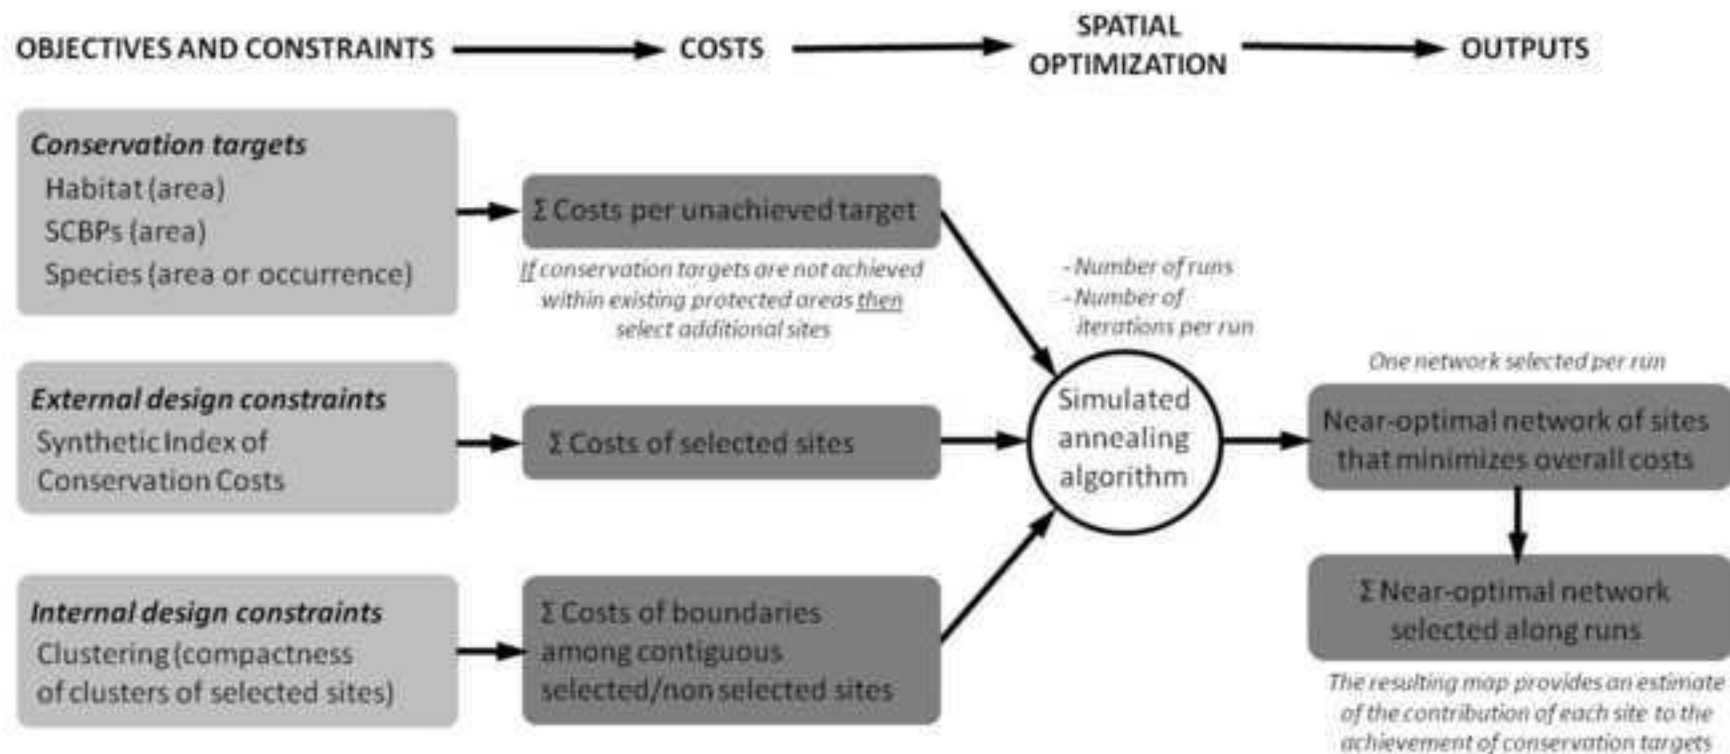 OBJECTIVES AND CONSTRAINTS
COSTS
SPATIAL
OPTIMIZATION
OUTPUTS
Conservation targets
Habitat (area)
SCBPs (area)
Species (area or occurrence)
Σ Costs per unachieved target
If conservation targets are not achieved
within existing protected areas then
select additional sites
- Number of runs
- Number of
iterations per run
External design constraints
Synthetic Index of
Conservation Costs
Σ Costs of selected sites
Simulated
annealing
algorithm
One network selected per run
Near-optimal network of sites
that minimizes overall costs
Internal design constraints
Clustering (compactness
of clusters of selected sites)
Σ Costs of boundaries
among contiguous
selected/non selected sites
Σ Near-optimal network
selected along runs
The resulting map provides an estimate
of the contribution of each site to the
achievement of conservation targets